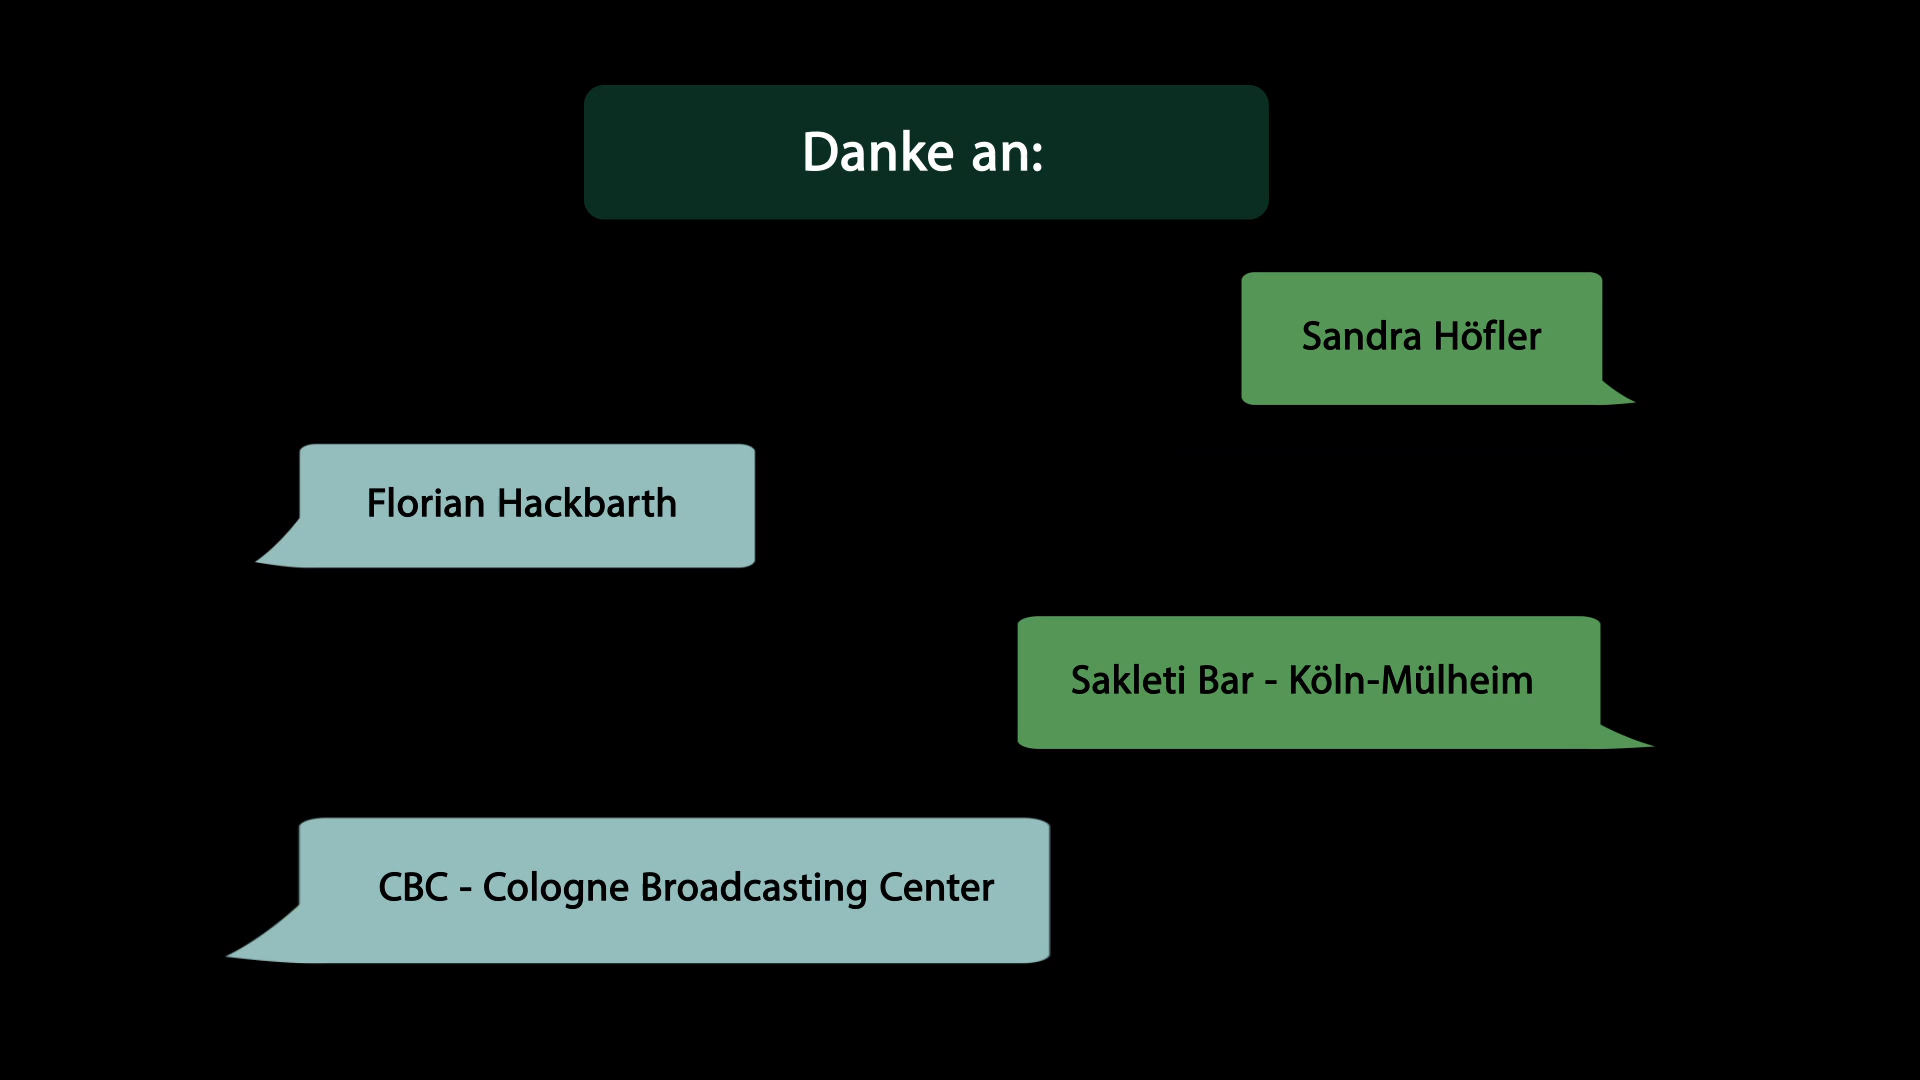 Danke an:
Sandra Höfler
Florian Hackbarth
Sakleti Bar - Köln-Mülheim
CBC - Cologne Broadcasting Center